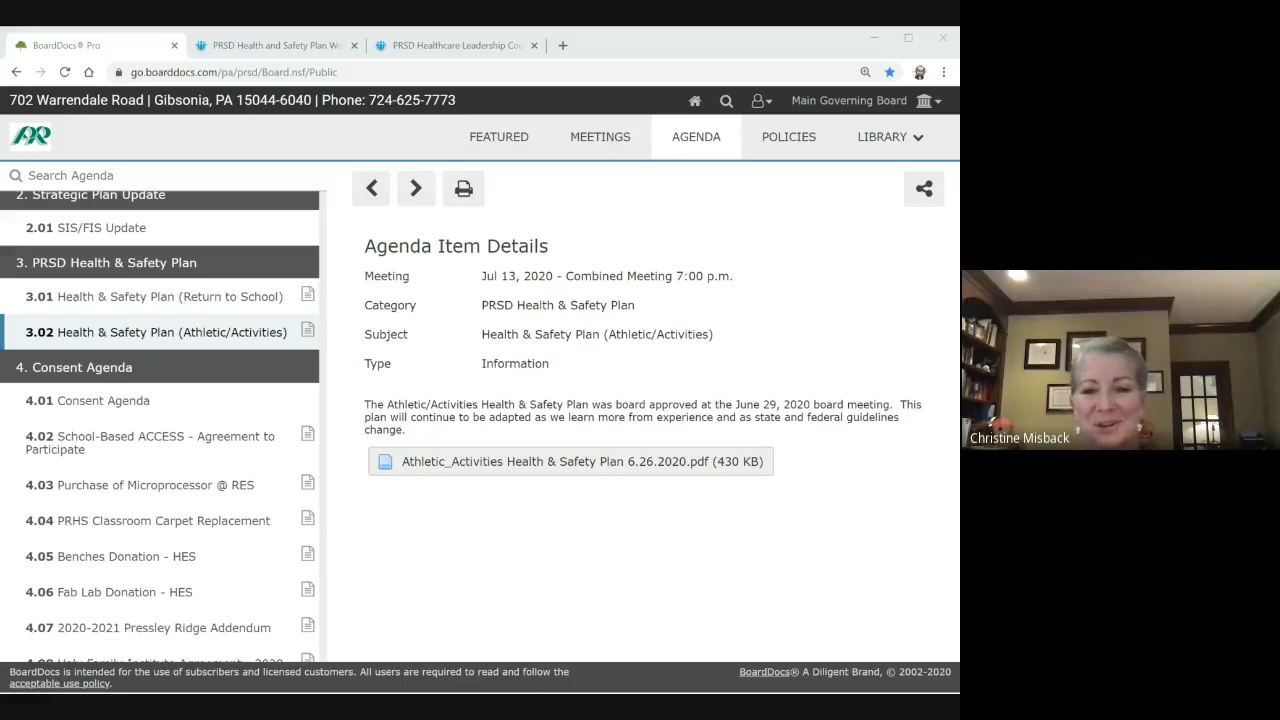 BoardDocs® Pro
PRSD Health and Safety Plan Wo
PRSD Healthcare Leadership Cou
go.boarddocs.com/pa/prsd/Board.nsf/Public
702 Warrendale Road | Gibsonia, PA 15044-6040 | Phone: 724-625-7773
Main Governing Board
FEATURED
MEETINGS
AGENDA
POLICIES
LIBRARY
Search Agenda
2. Strategic Plan Update
2.01 SIS/FIS Update
3. PRSD Health & Safety Plan
3.01 Health & Safety Plan (Return to School)
3.02 Health & Safety Plan (Athletic/Activities)
4. Consent Agenda
4.01 Consent Agenda
4.02 School-Based ACCESS - Agreement to
Participate
4.03 Purchase of Microprocessor @ RES
4.04 PRHS Classroom Carpet Replacement
4.05 Benches Donation - HES
4.06 Fab Lab Donation - HES
4.07 2020-2021 Pressley Ridge Addendum
Agenda Item Details
Meeting Jul 13, 2020 - Combined Meeting 7:00 p.m.
Category PRSD Health & Safety Plan
Subject Health & Safety Plan (Athletic/Activities)
Type Information
The Athletic/Activities Health & Safety Plan was board approved at the June 29, 2020 board meeting. This
plan will continue to be adapted as we learn more from experience and as state and federal guidelines
change.
Athletic_Activities Health & Safety Plan 6.26.2020.pdf (430 KB)
Christine Misback
BoardDocs is intended for the use of subscribers and licensed customers. All users are required to read and follow the
acceptable use policy.
BoardDocs® A Diligent Brand, © 2002-2020